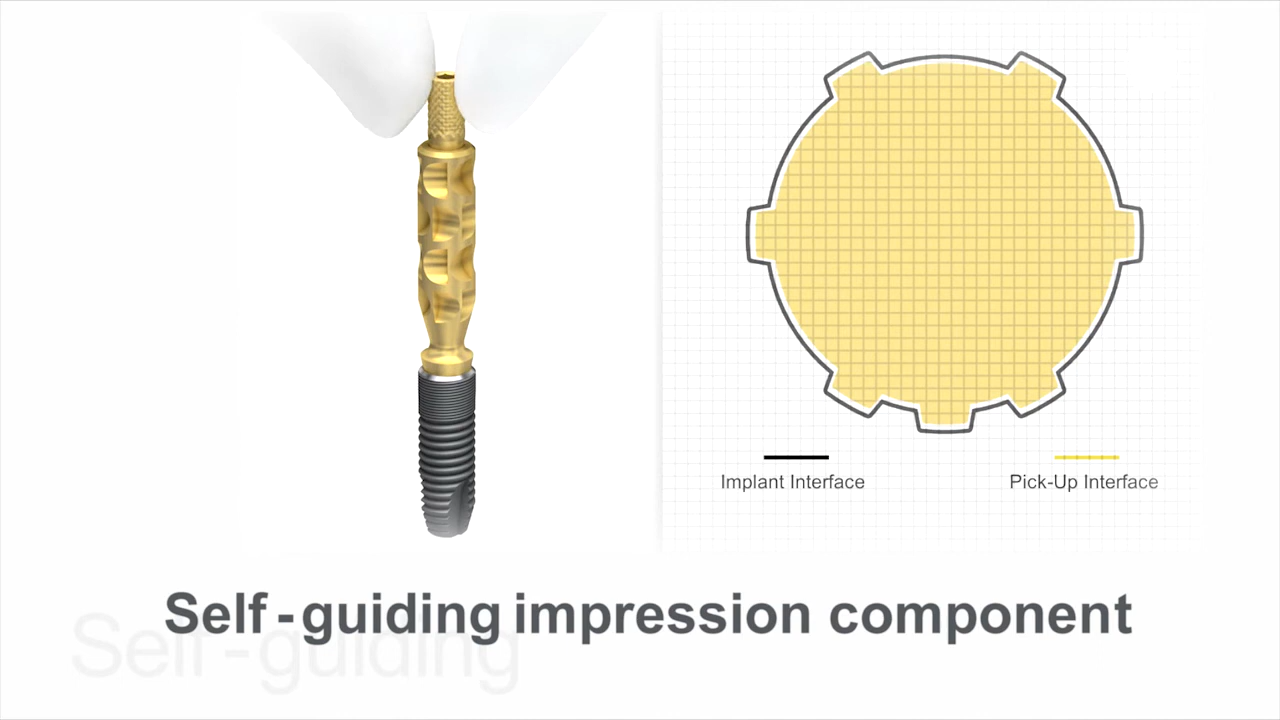 Implant Interface
Pick-Up Interface
Self-guiding impression component
Self-guiding